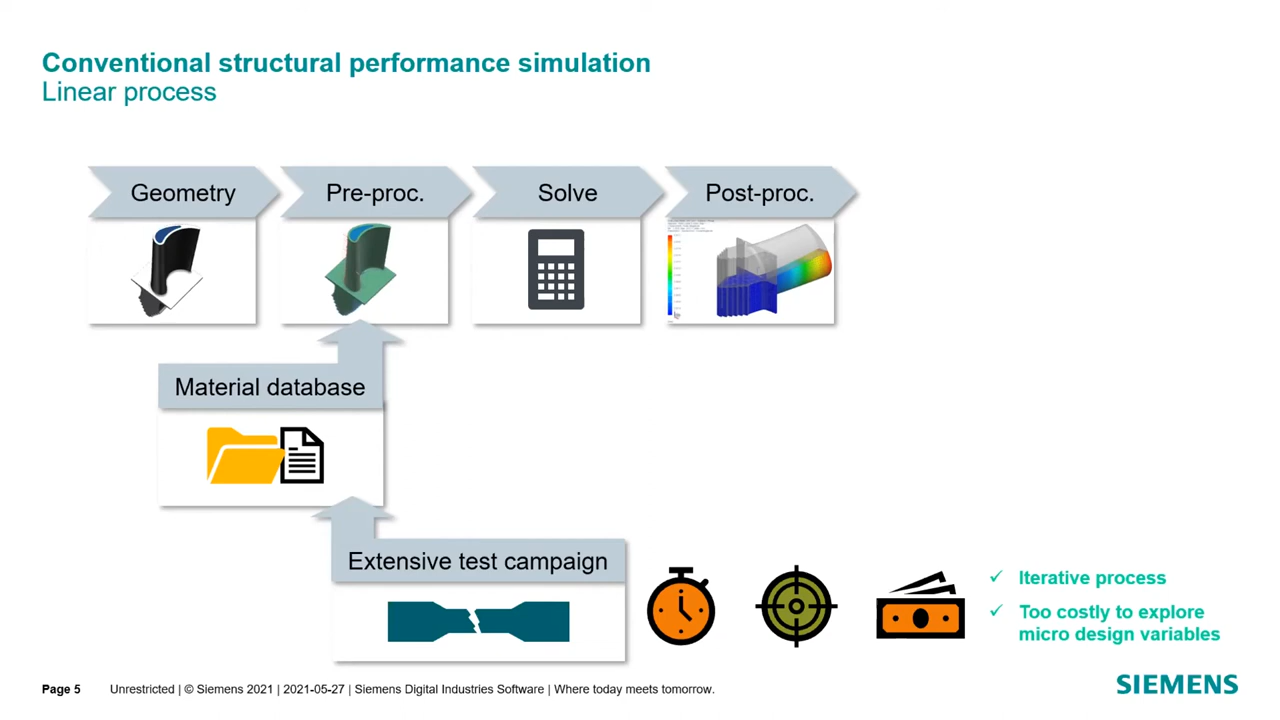 Conventional structural performance simulation
Linear process
Geometry
Pre-proc.
Solve
Post-proc.
Material database
Extensive test campaign
✓ Iterative process
✓ Too costly to explore
micro design variables
Page 5 Unrestricted | © Siemens 2021 | 2021-05-27 | Siemens Digital Industries Software | Where today meets tomorrow.
SIEMENS